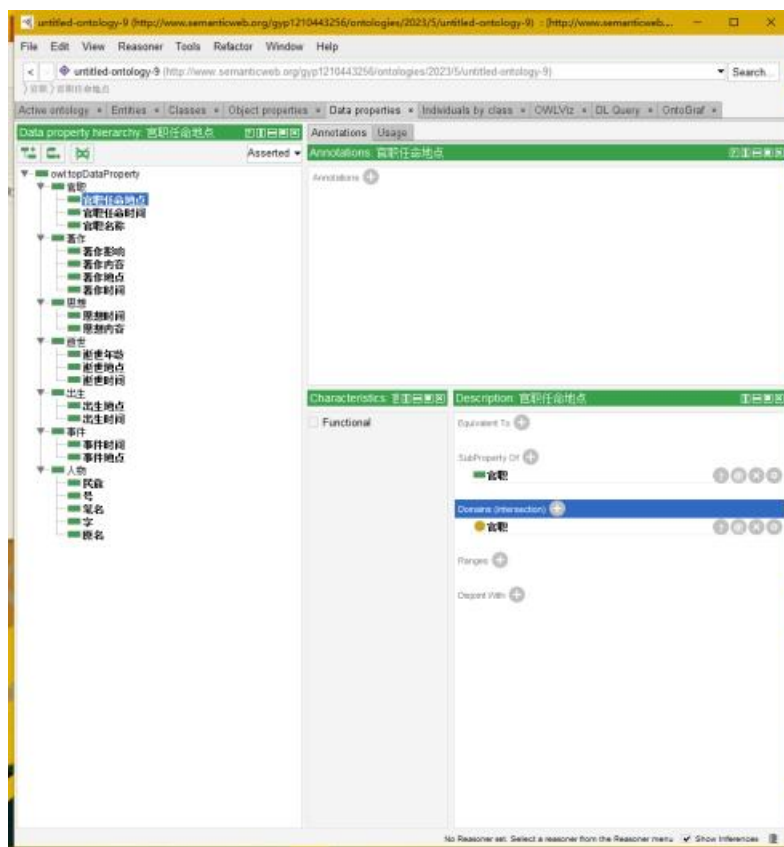 untitled-ontology-9 (http://www.semanticweb.org/gyp1210443256/ontologies/2023/5/untitled-ontology-9) : [http://www.semanticweb....
File Edit View Reasoner Tools Refactor Window Help
untitled-ontology-9 (http://www.semanticweb.org/gyp1210443256/ontologies/2023/5/untitled-ontology-9) Search...
官职 官职任命地点
Active ontology Entities Classes Object properties Data properties Individuals by class OWLViz DL Query OntoGraf
Data property hierarchy: 官职任命地点
Asserted
owl:topDataProperty
官职
官职任命地点
官职任命时间
官职名称
著作
著作影响
著作内容
著作地点
著作时间
思想
思想时间
思想内容
逝世
逝世年龄
逝世地点
逝世时间
出生
出生地点
出生时间
事件
事件时间
事件地点
人物
民族
号
笔名
字
原名
Annotations Usage
Annotations: 官职任命地点
Annotations
Characteristics:
Functional
Description: 官职任命地点
Equivalent To
SubProperty Of
官职
Domains (intersection)
官职
Ranges
Disjoint With
No Reasoner set. Select a reasoner from the Reasoner menu Show Inferences